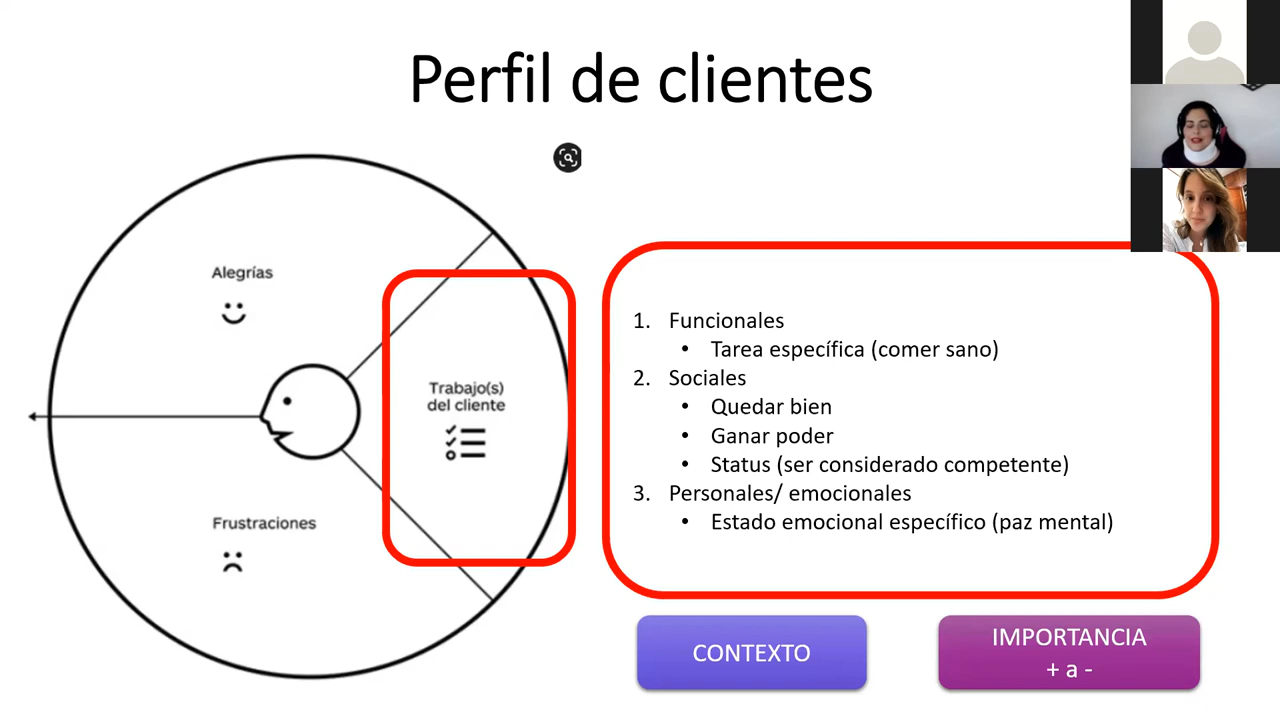 Perfil de clientes
Alegrías
Trabajo(s)
del cliente
Frustraciones
1. Funcionales
• Tarea específica (comer sano)
2. Sociales
• Quedar bien
• Ganar poder
• Status (ser considerado competente)
3. Personales/ emocionales
• Estado emocional específico (paz mental)
CONTEXTO
IMPORTANCIA
+ a -